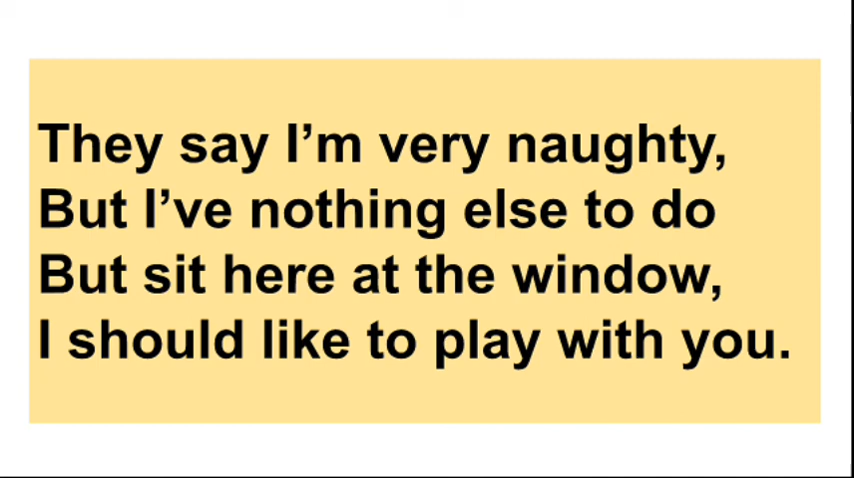 They say I’m very naughty,
But I’ve nothing else to do
But sit here at the window,
I should like to play with you.